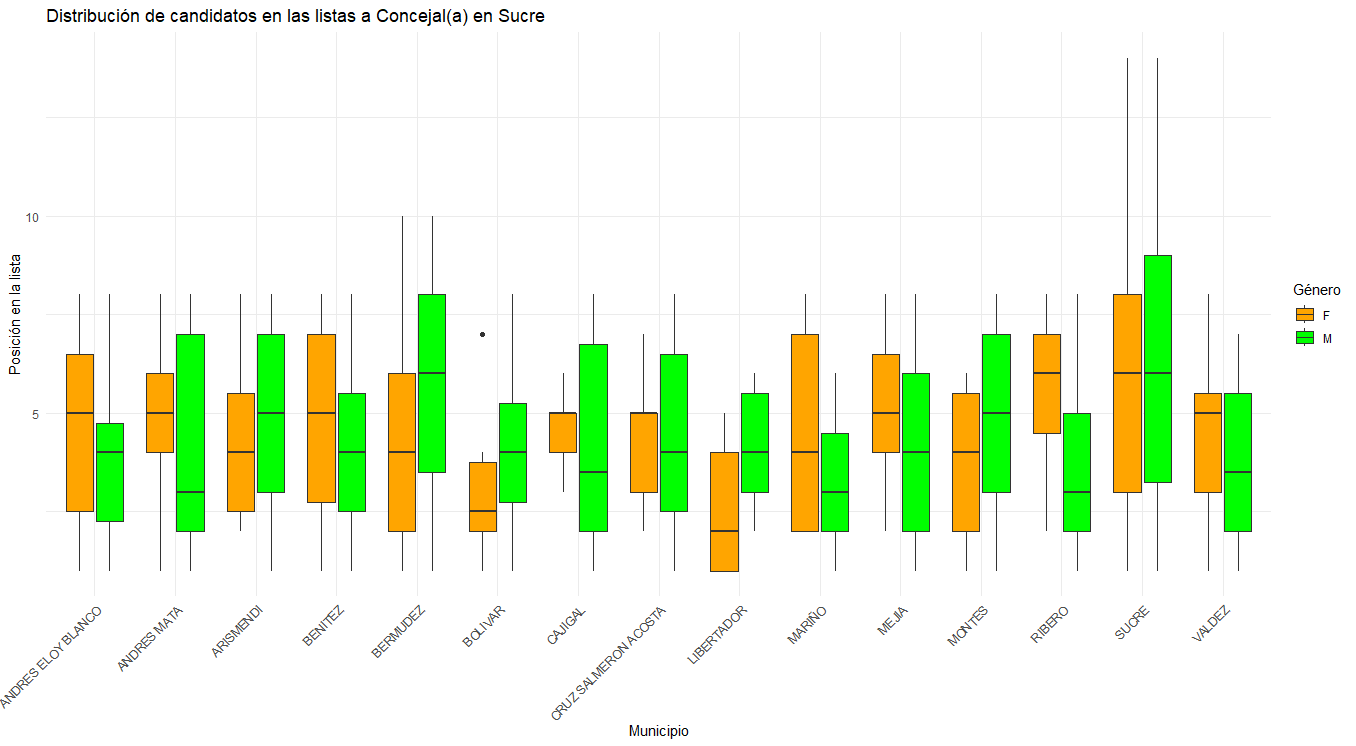 Distribución de candidatos en las listas a Concejal(a) en Sucre
Posición en la lista
10
5
ANDRES ELOY BLANCO
ANDRES MATA
ARISMENDI
BENITEZ
BERMUDEZ
BOLIVAR
CAJIGAL
CRUZ SALMERON ACOSTA
LIBERTADOR
MARIÑO
MEJIA
MONTES
RIBERO
SUCRE
VALDEZ
Municipio
Género
F
M